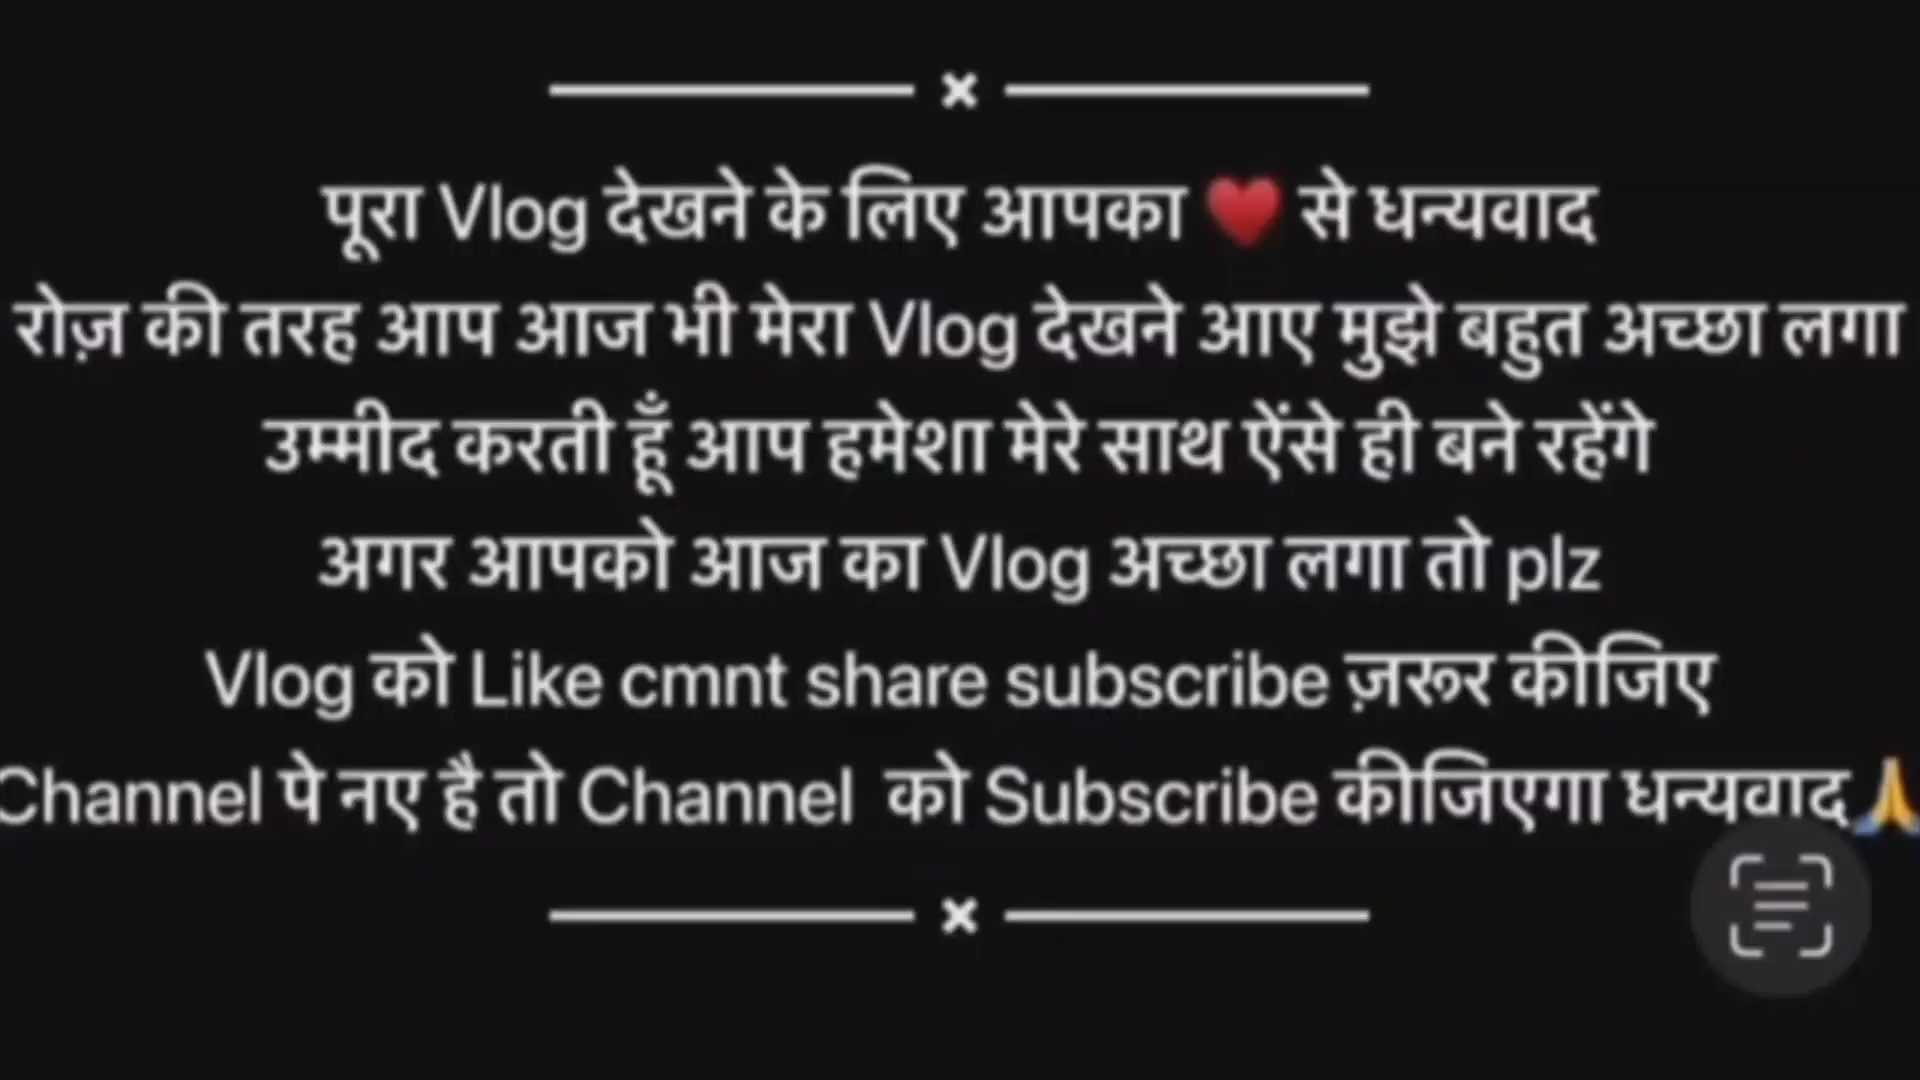 पूरा Vlog देखने के लिए आपका ♥️ से धन्यवाद
रोज़ की तरह आप आज भी मेरा Vlog देखने आए मुझे बहुत अच्छा लगा
उम्मीद करती हूँ आप हमेशा मेरे साथ ऐंसे ही बने रहेंगे
अगर आपको आज का Vlog अच्छा लगा तो plz
Vlog को Like cmnt share subscribe ज़रूर कीजिए
Channel पे नए है तो Channel को Subscribe कीजिएगा धन्यवाद🙏